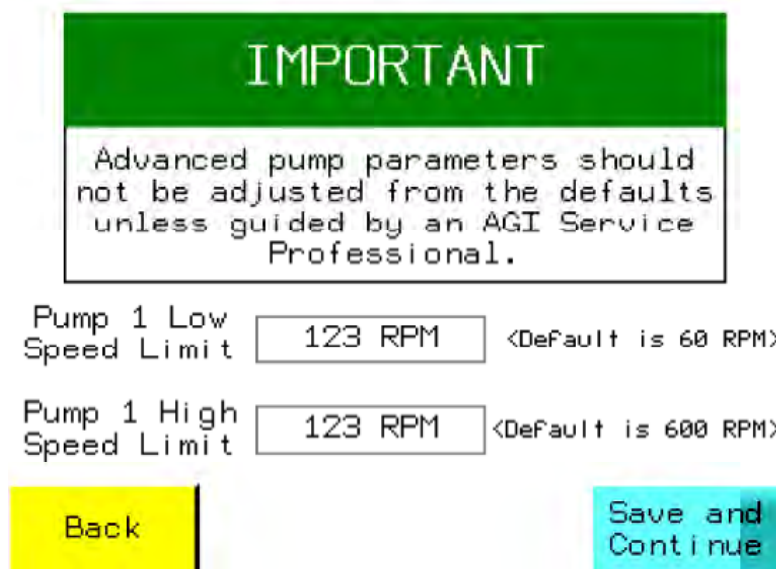 IMPORTANT
Advanced pump parameters should
not be adjusted from the defaults
unless guided by an AGI Service
Professional.
Pump 1 Low
Speed Limit
123 RPM
<Default is 60 RPM>
Pump 1 High
Speed Limit
123 RPM
<Default is 600 RPM>
Back
Save and
Continue